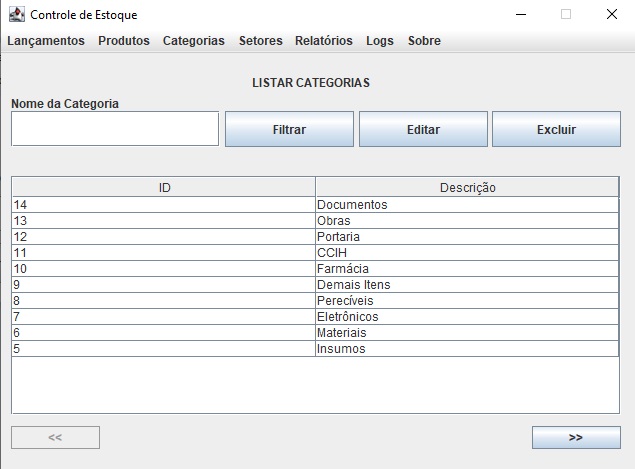 Controle de Estoque
Lançamentos Produtos Categorias Setores Relatórios Logs Sobre
LISTAR CATEGORIAS
Nome da Categoria
Filtrar Editar Excluir
ID Descrição
14 Documentos
13 Obras
12 Portaria
11 CCIH
10 Farmácia
9 Demais Itens
8 Perecíveis
7 Eletrônicos
6 Materiais
5 Insumos
<< >>